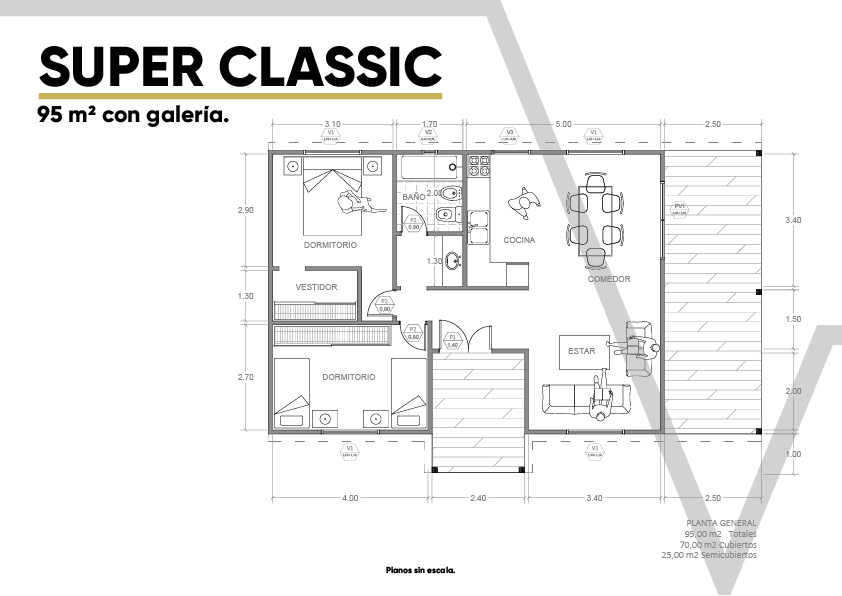 SUPER CLASSIC
95 m² con galería.
3.10 1.70 5.00 2.50
V1 V2 V3 V1
2.90
BAÑO 2.00
PV1
P2
0,80
3.40
DORMITORIO
COCINA
1.30
COMEDOR
VESTIDOR
1.30
P2
0,80
1.50
P2
0,80
P1
1,40
ESTAR
2.70
DORMITORIO
2.00
V1 V1
1.00
4.00 2.40 3.40 2.50
PLANTA GENERAL
95,00 m2 Totales
70,00 m2 Cubiertos
25,00 m2 Semicubiertos
Planos sin escala.